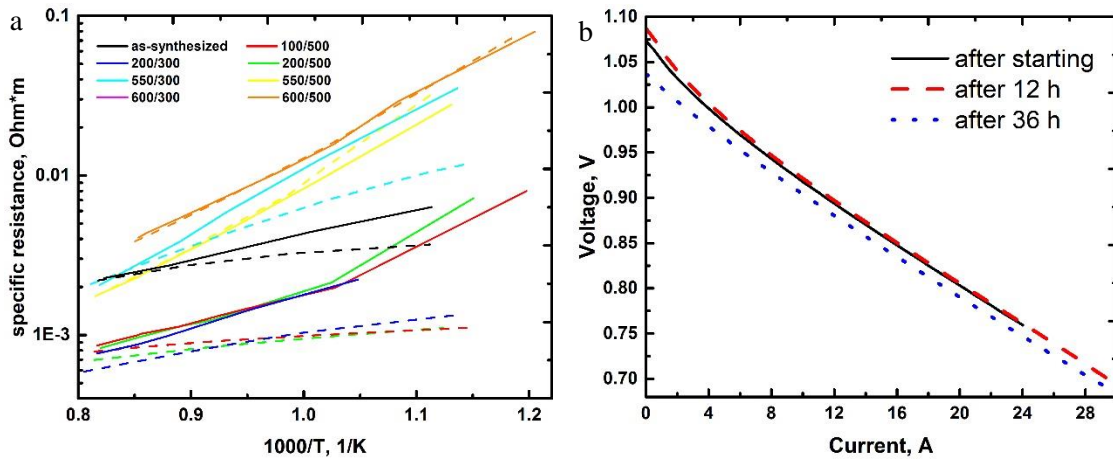 a
0.1
0.01
1E-3
specific resistance, Ohm*m
as-synthesized 100/500
200/300 200/500
550/300 550/500
600/300 600/500
0.8 0.9 1.0 1.1 1.2
1000/T, 1/K
b
1.10
1.05
1.00
0.95
0.90
0.85
0.80
0.75
0.70
Voltage, V
after starting
after 12 h
after 36 h
0 4 8 12 16 20 24 28
Current, A